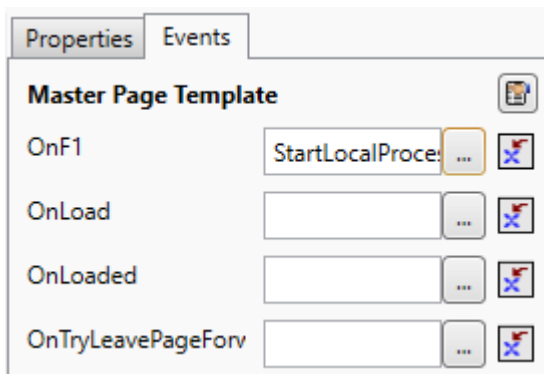 Properties Events
Master Page Template
OnF1 StartLocalProces ...
OnLoad ...
OnLoaded ...
OnTryLeavePageForv ...